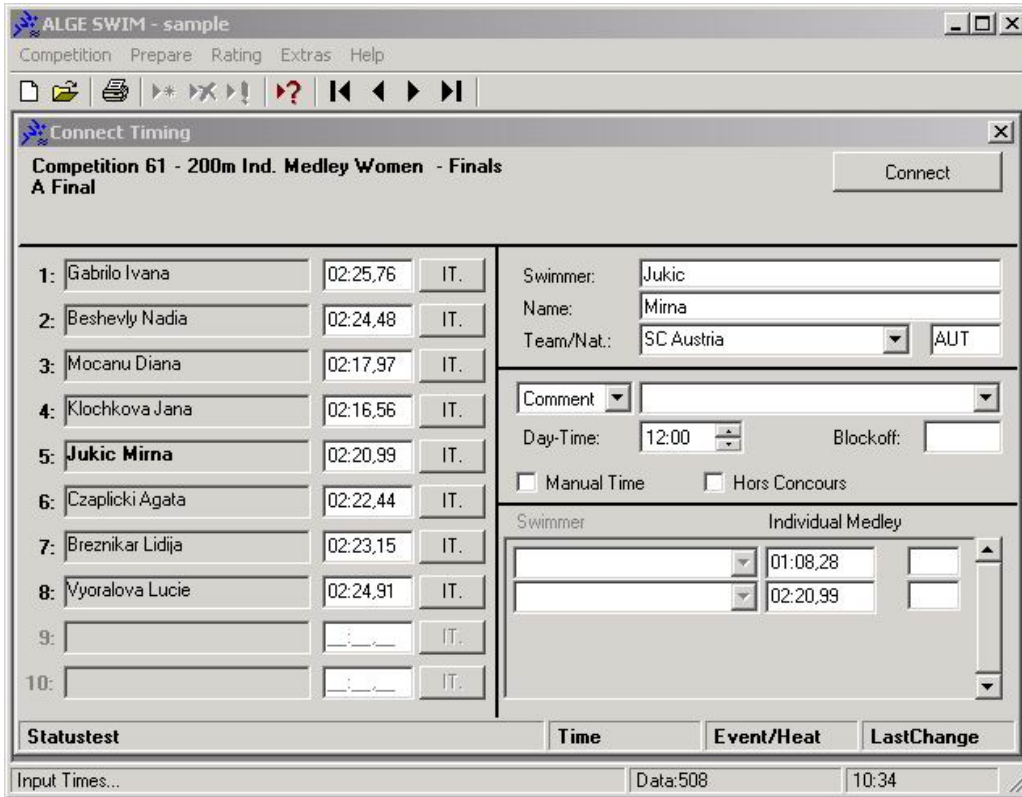 ALGE SWIM - sample
Competition Prepare Rating Extras Help
Connect Timing
Competition 61 - 200m Ind. Medley Women - Finals
A Final
Connect
1: Gabrilo Ivana 02:25,76 IT.
2: Beshevly Nadia 02:24,48 IT.
3: Mocanu Diana 02:17,97 IT.
4: Klochkova Jana 02:16,56 IT.
5: Jukic Mirna 02:20,99 IT.
6: Czaplicki Agata 02:22,44 IT.
7: Breznikar Lidija 02:23,15 IT.
8: Vyoralova Lucie 02:24,91 IT.
9: __:__,__ IT.
10: __:__,__ IT.
Swimmer: Jukic
Name: Mirna
Team/Nat.: SC Austria AUT
Comment
Day-Time: 12:00 Blockoff:
Manual Time Hors Concours
Swimmer Individual Medley
01:08,28
02:20,99
Statustest Time Event/Heat LastChange
Input Times... Data:508 10:34